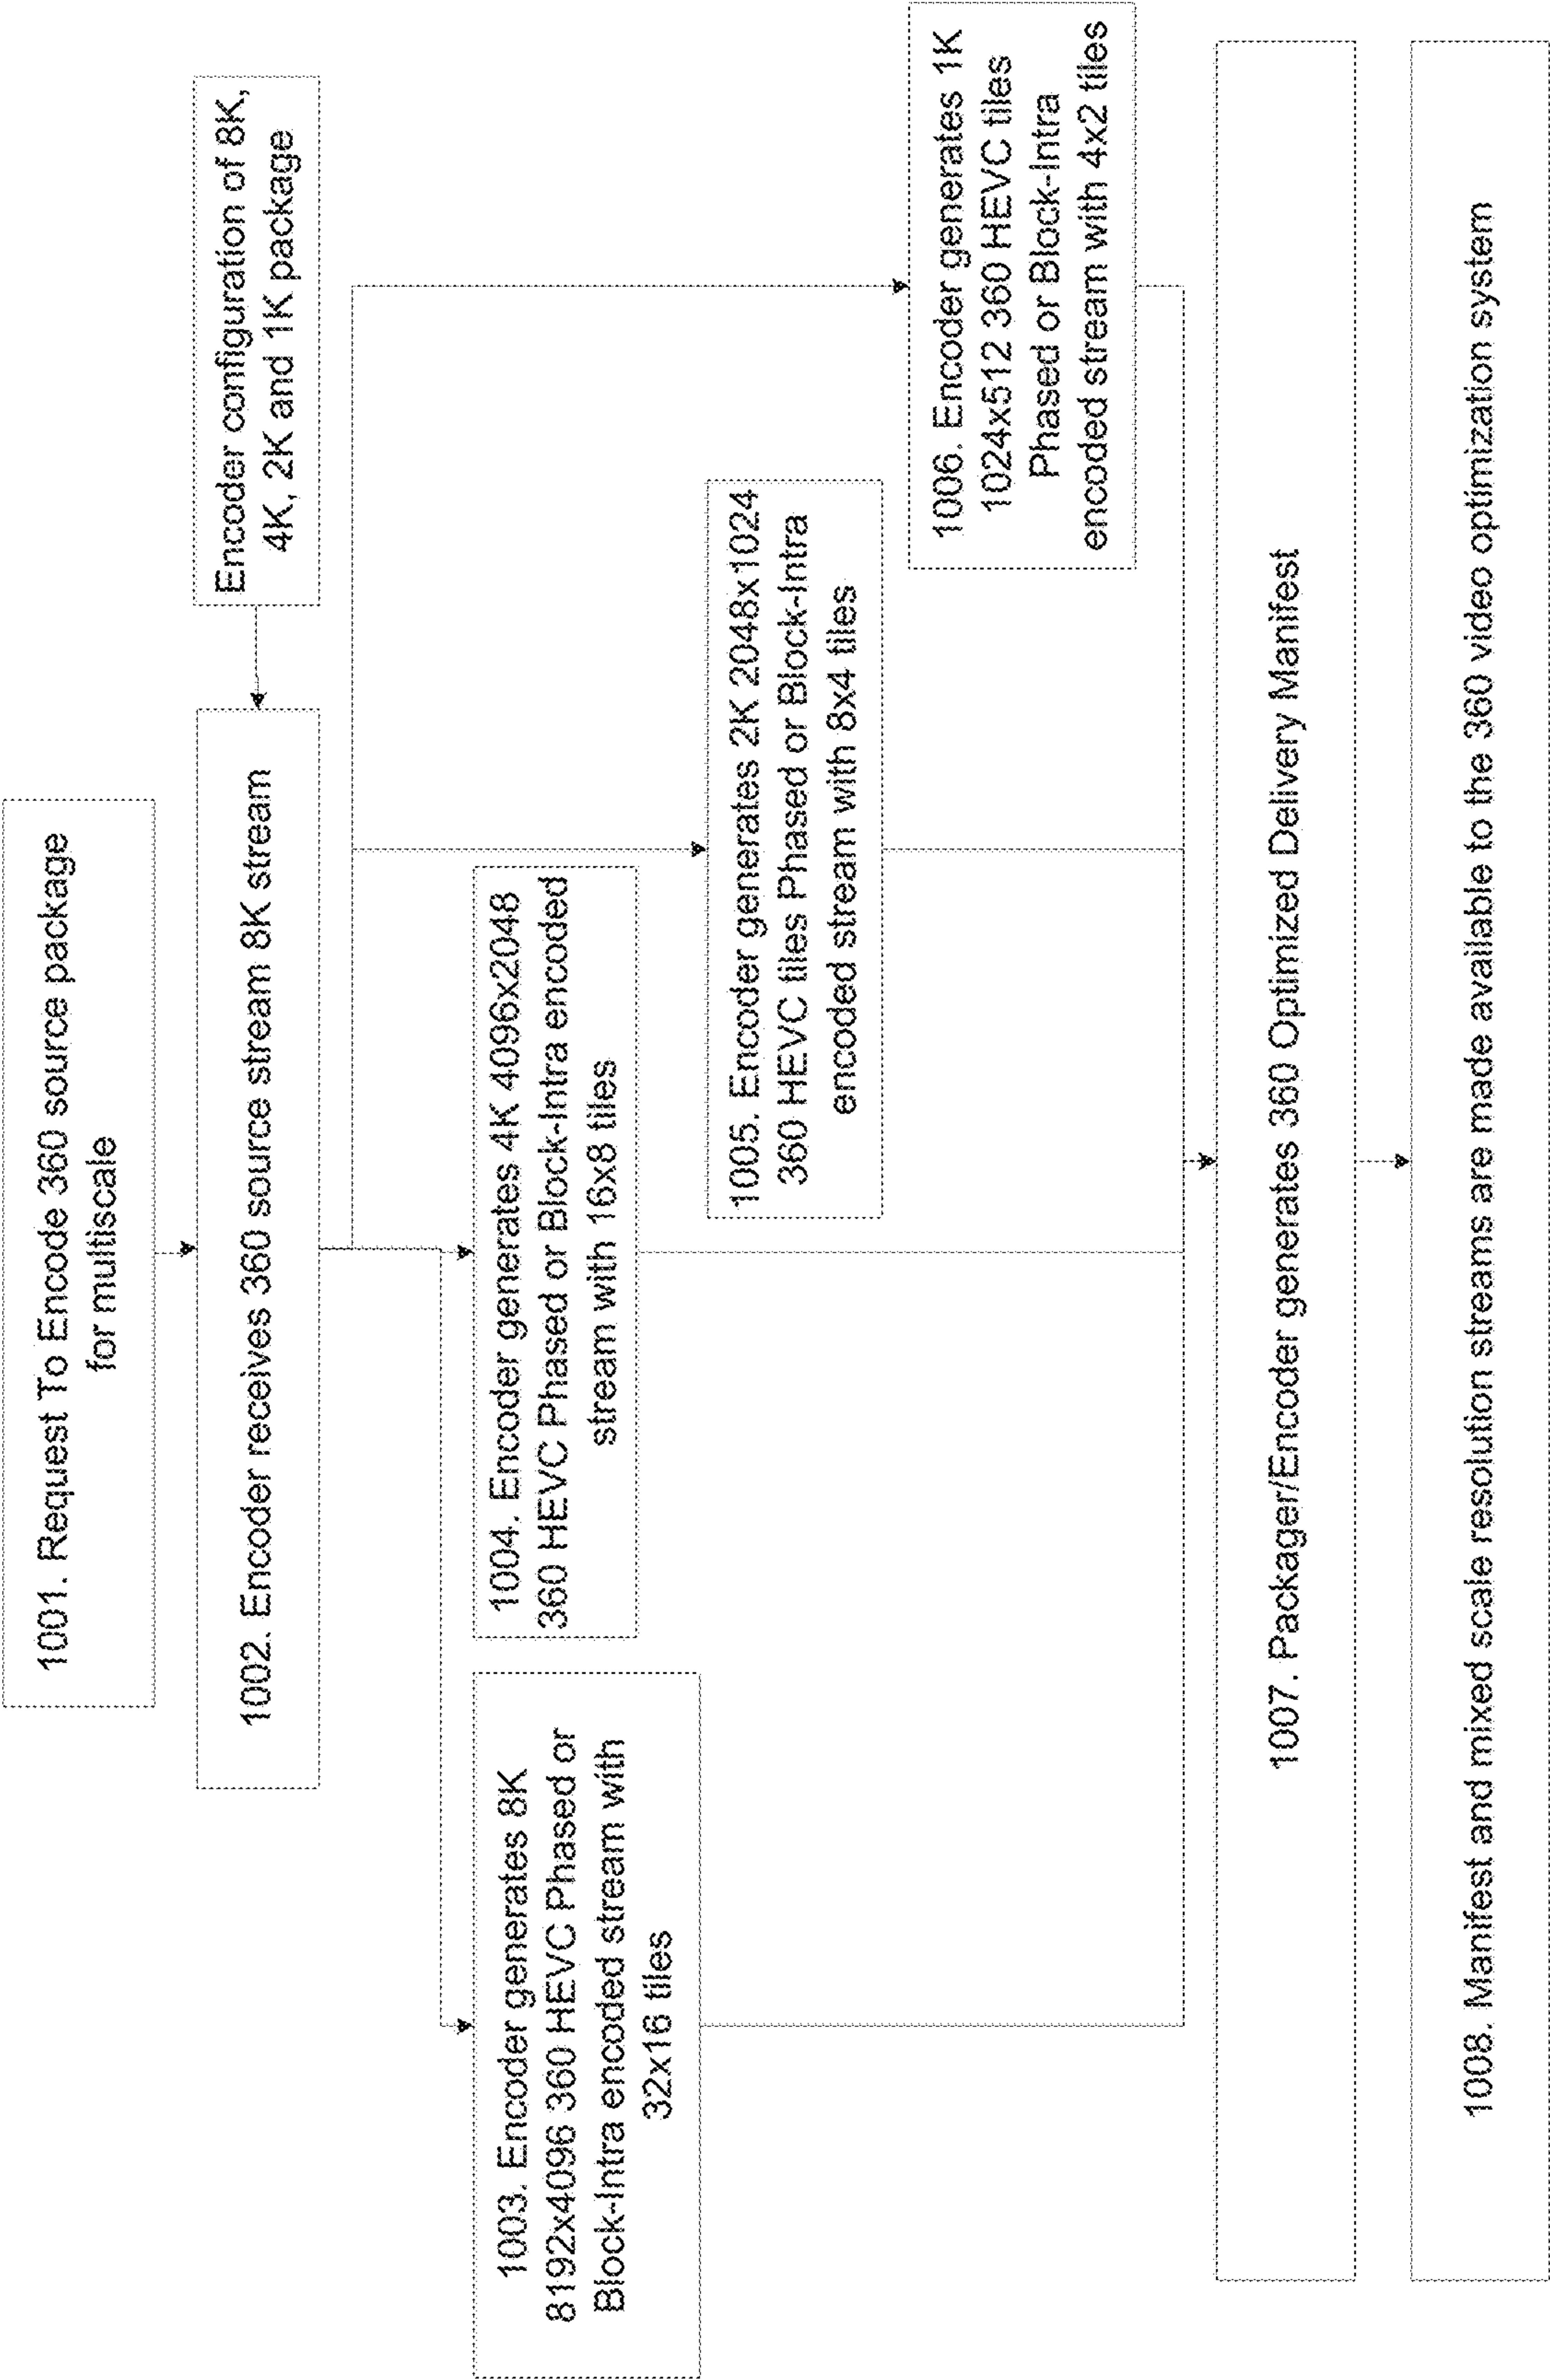 1001. Request To Encode 360 source package
for multiscale
Encoder configuration of 8K,
4K, 2K and 1K package
1002. Encoder receives 360 source stream 8K stream
1003. Encoder generates 8K
8192x4096 360 HEVC Phased or
Block-Intra encoded stream with
32x16 tiles
1004. Encoder generates 4K 4096x2048
360 HEVC Phased or Block-Intra encoded
stream with 16x8 tiles
1005. Encoder generates 2K 2048x1024
360 HEVC tiles Phased or Block-Intra
encoded stream with 8x4 tiles
1006. Encoder generates 1K
1024x512 360 HEVC tiles
Phased or Block-Intra
encoded stream with 4x2 tiles
1007. Packager/Encoder generates 360 Optimized Delivery Manifest
1008. Manifest and mixed scale resolution streams are made available to the 360 video optimization system